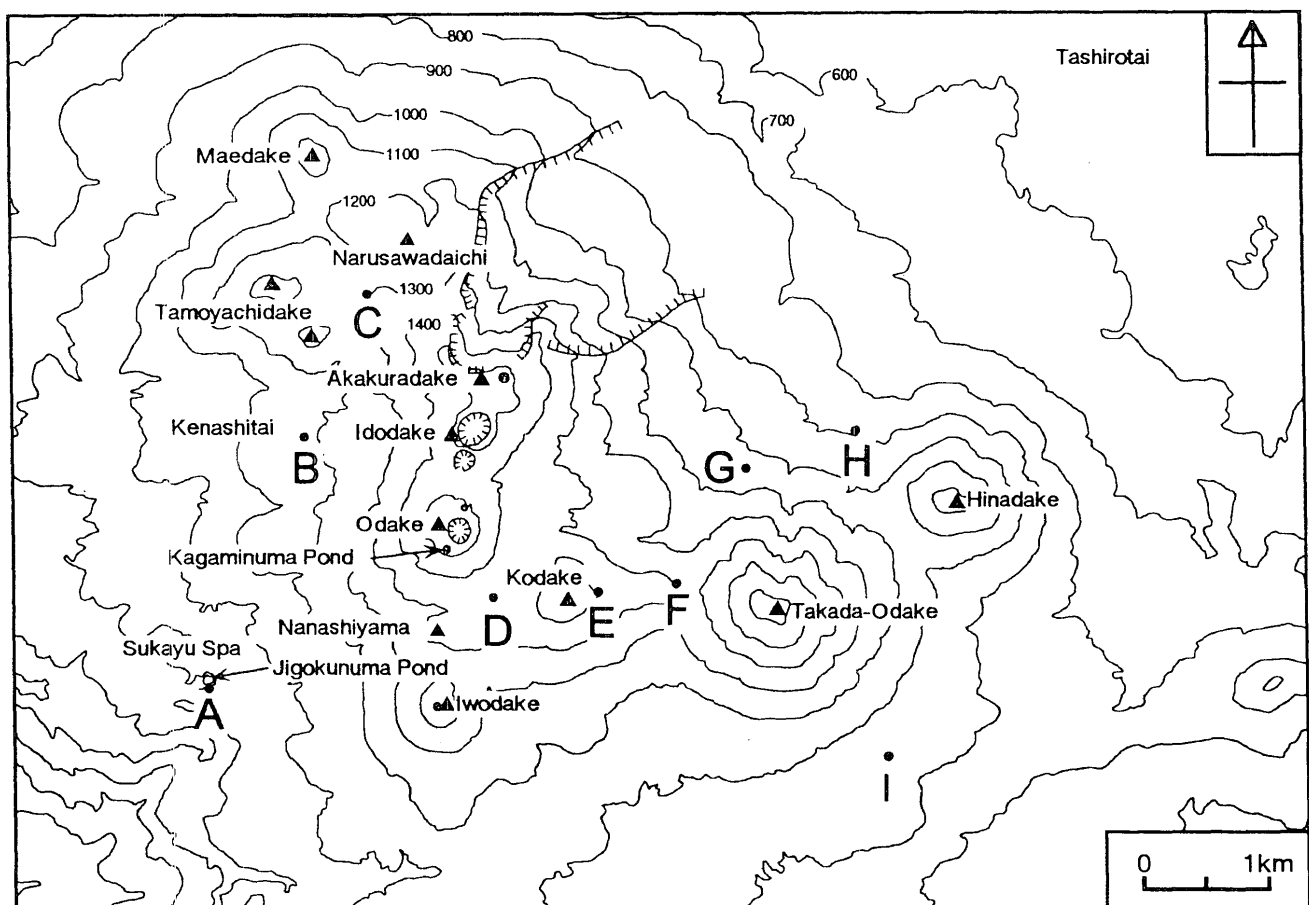 800
Tashirotai
900
600
1000
700
1100
Maedake
1200
Narusawadaichi
1300
Tamoyachidake
C
1400
Akakuradake
Kenashitai
Idodake
B
H
G
Hinadake
Odake
Kagaminuma Pond
Kodake
Takada-Odake
F
E
D
Nanashiyama
Sukayu Spa
Jigokunuma Pond
A
Iwodake
I
0 1km